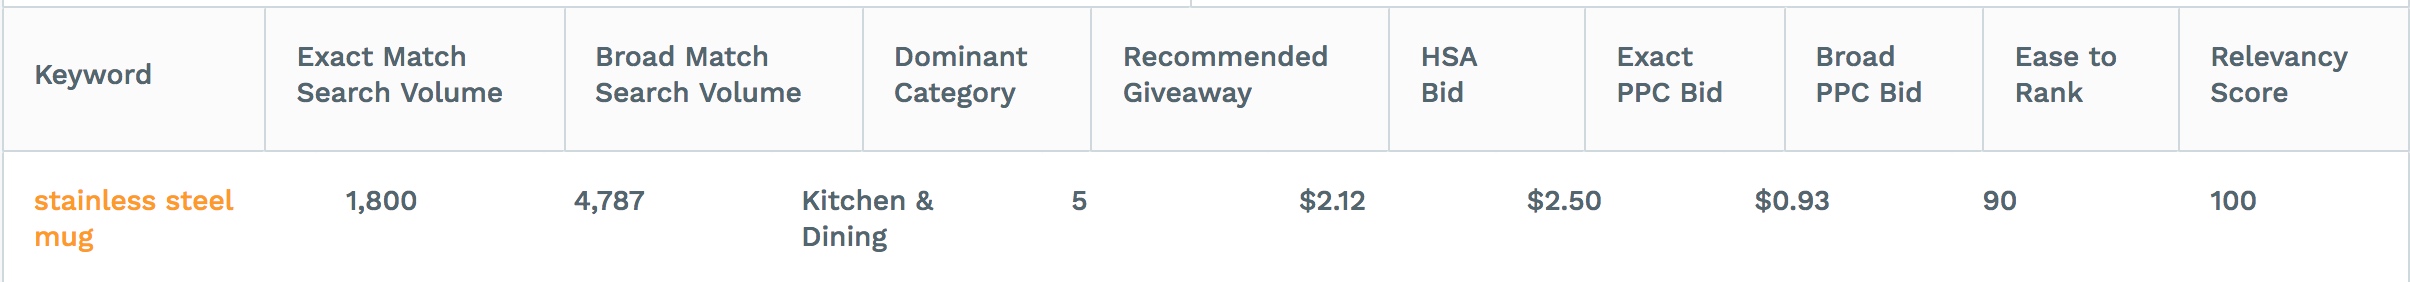 Keyword
Exact Match
Search Volume
Broad Match
Search Volume
Dominant
Category
Recommended
Giveaway
HSA
Bid
Exact
PPC Bid
Broad
PPC Bid
Ease to
Rank
Relevancy
Score
stainless steel
mug
1,800
4,787
Kitchen &
Dining
5
$2.12
$2.50
$0.93
90
100